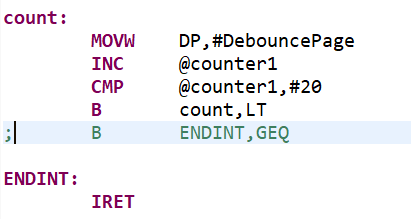 count:
MOVW DP,#DebouncePage
INC @counter1
CMP @counter1,#20
B count,LT
; B ENDINT,GEQ
ENDINT:
IRET